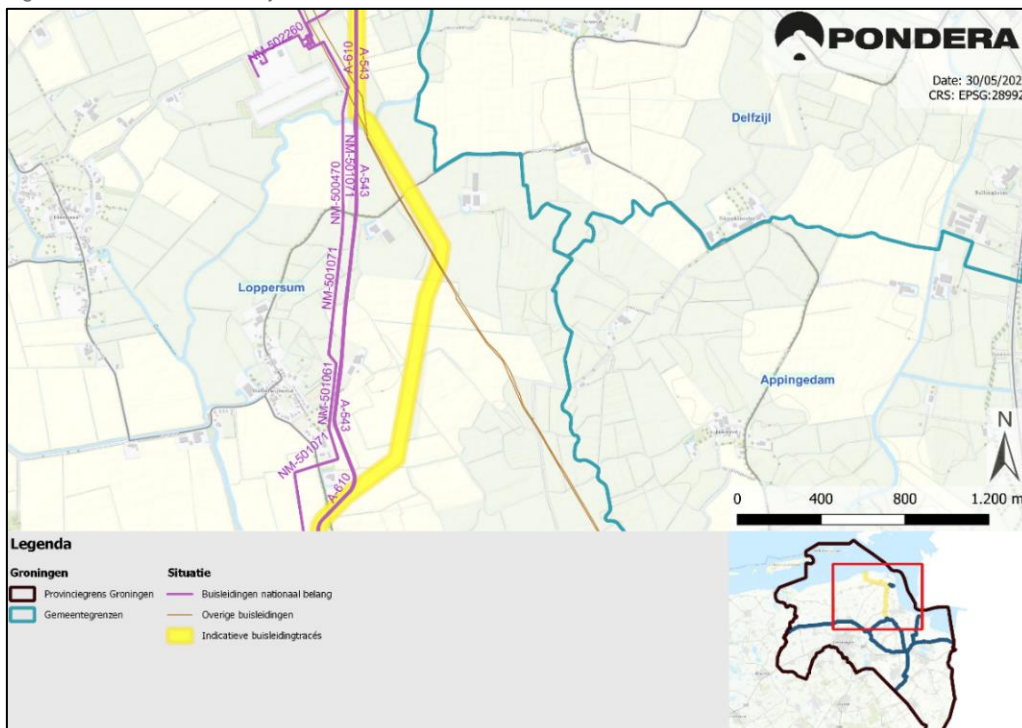 PONDERA
Date: 30/05/202
CRS: EPSG:28992
NM-502260
A-610
A-543
Delfzijl
NM-500470
NM-501071
A-543
Loppersum
NM-501071
NM-501061
A-543
Appingedam
NM-501071
A-610
N
0 400 800 1.200 m
Legenda
Groningen
Provinciegrens Groningen
Gemeentegrenzen
Situatie
Buisleidingen nationaal belang
Overige buisleidingen
Indicatieve buisleidingtracés